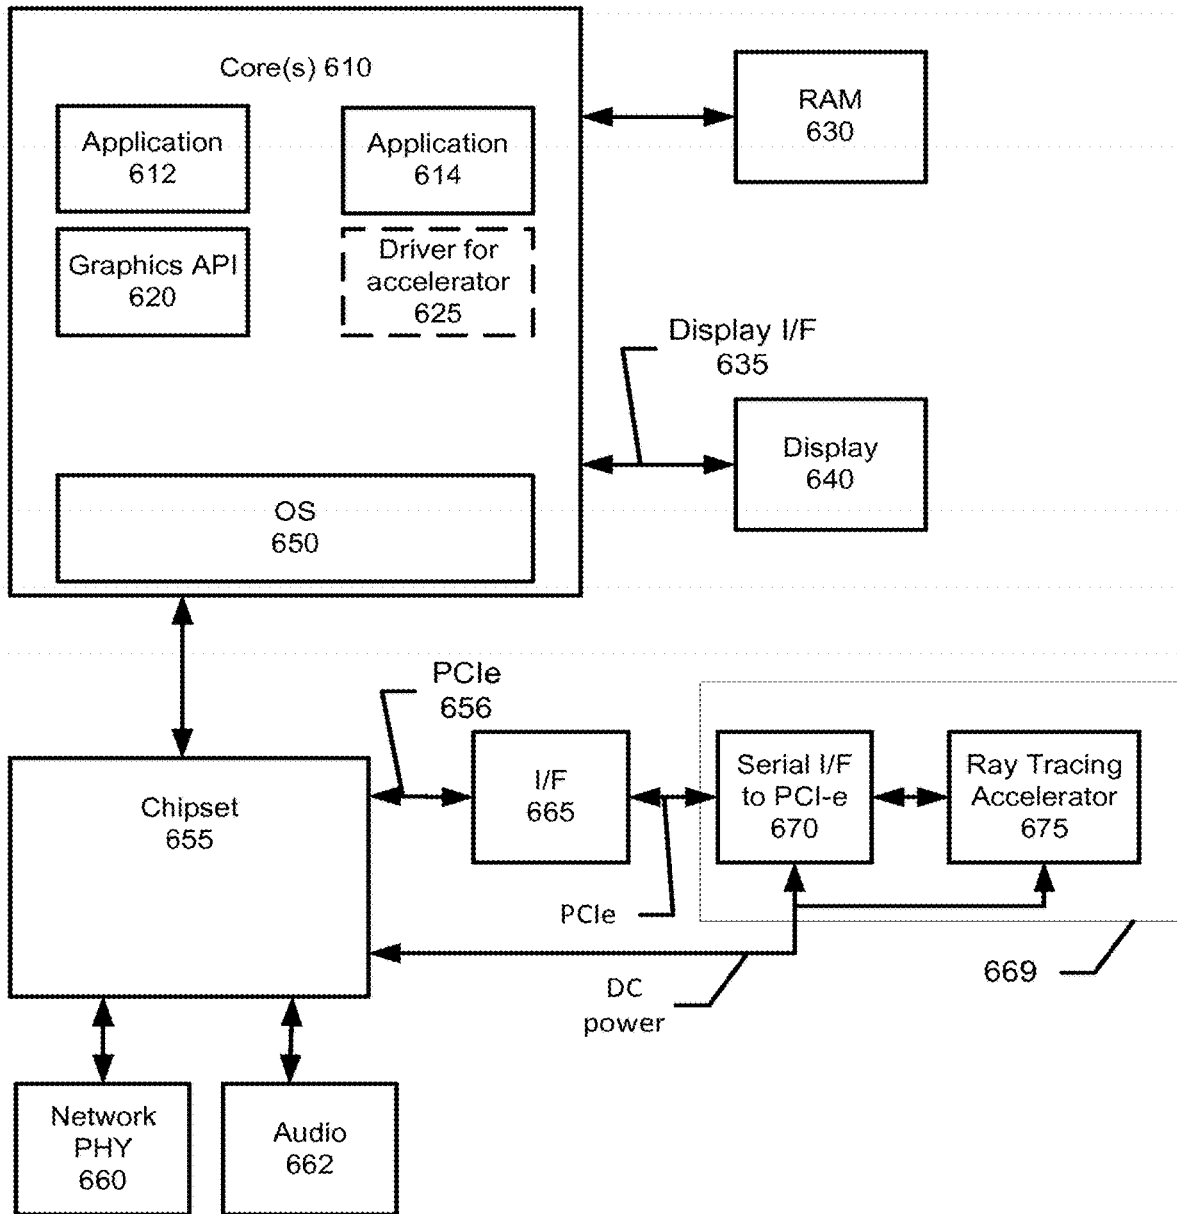 Core(s) 610
Application
612
Application
614
Graphics API
620
Driver for
accelerator
625
OS
650
RAM
630
Display I/F
635
Display
640
PCIe
656
Chipset
655
I/F
665
Serial I/F
to PCI-e
670
Ray Tracing
Accelerator
675
PCIe
DC
power
669
Network
PHY
660
Audio
662